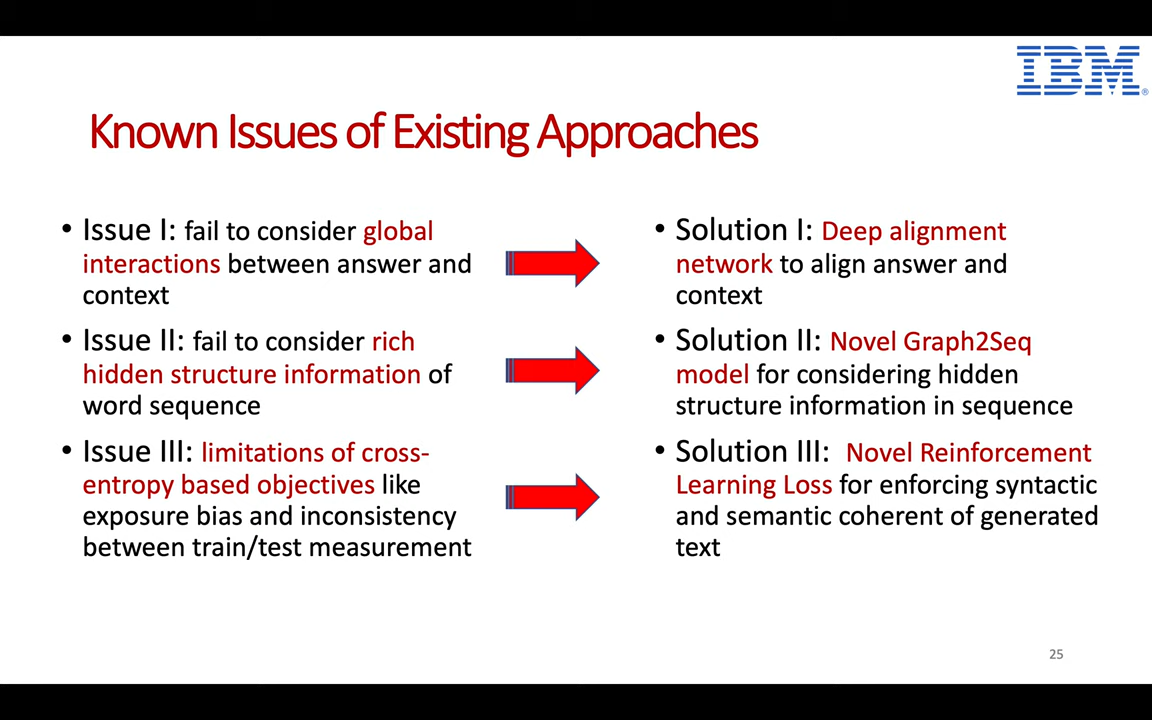 IBM®
Known Issues of Existing Approaches
• Issue I: fail to consider global
interactions between answer and
context
• Issue II: fail to consider rich
hidden structure information of
word sequence
• Issue III: limitations of cross-
entropy based objectives like
exposure bias and inconsistency
between train/test measurement
• Solution I: Deep alignment
network to align answer and
context
• Solution II: Novel Graph2Seq
model for considering hidden
structure information in sequence
• Solution III: Novel Reinforcement
Learning Loss for enforcing syntactic
and semantic coherent of generated
text
25